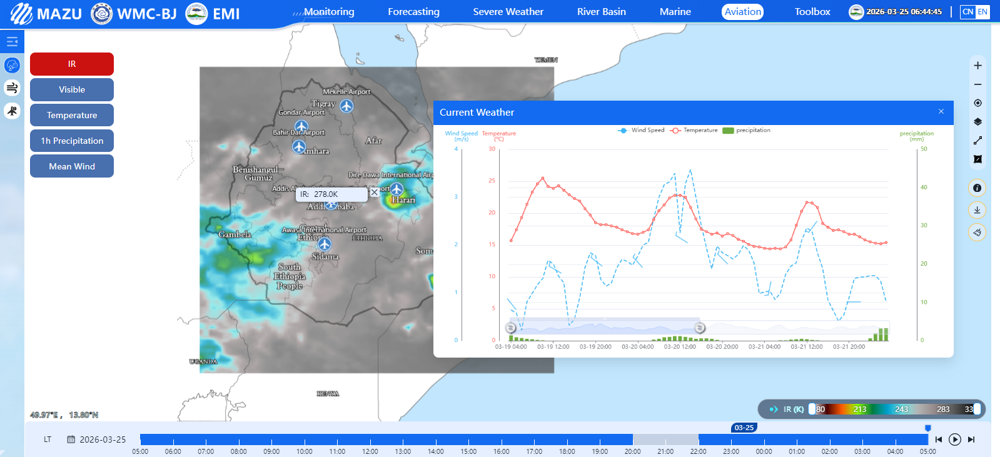 MAZU WMC-BJ EMI Monitoring Forecasting Severe Weather River Basin Marine Aviation Toolbox 2026-03-25 06:44:45 CN EN
IR
Visible
Temperature
1h Precipitation
Mean Wind
YEMEN
Mekelle Airport
Tigray
Gondar Airport
Bahir Dar Airport
Amhara
Afar
Benishangul-
Gumuz
Dire Dawa International Air
IR: 278.0K
Harari
Gambela
Awasa International Airport
Central
Ethiopia
ETHIOPIA
Sidama
Som
South
Ethiopia
People
UGANDA
KENYA
Current Weather
Wind Speed
(m/s)
Temperature
(°C)
Wind Speed Temperature precipitation
precipitation
(mm)
4 30 50
25
3 40
20
30
2 15
20
10
1
5 10
0 0 0
03-19 04:00 03-19 12:00 03-19 20:00 03-20 04:00 03-20 12:00 03-20 20:00 03-21 04:00 03-21 12:00 03-21 20:00
49.97°E , 13.80°N
IR (K) 80 213 243 283 33
03-25
LT 2026-03-25
05:00 06:00 07:00 08:00 09:00 10:00 11:00 12:00 13:00 14:00 15:00 16:00 17:00 18:00 19:00 20:00 21:00 22:00 23:00 00:00 01:00 02:00 03:00 04:00 05:00